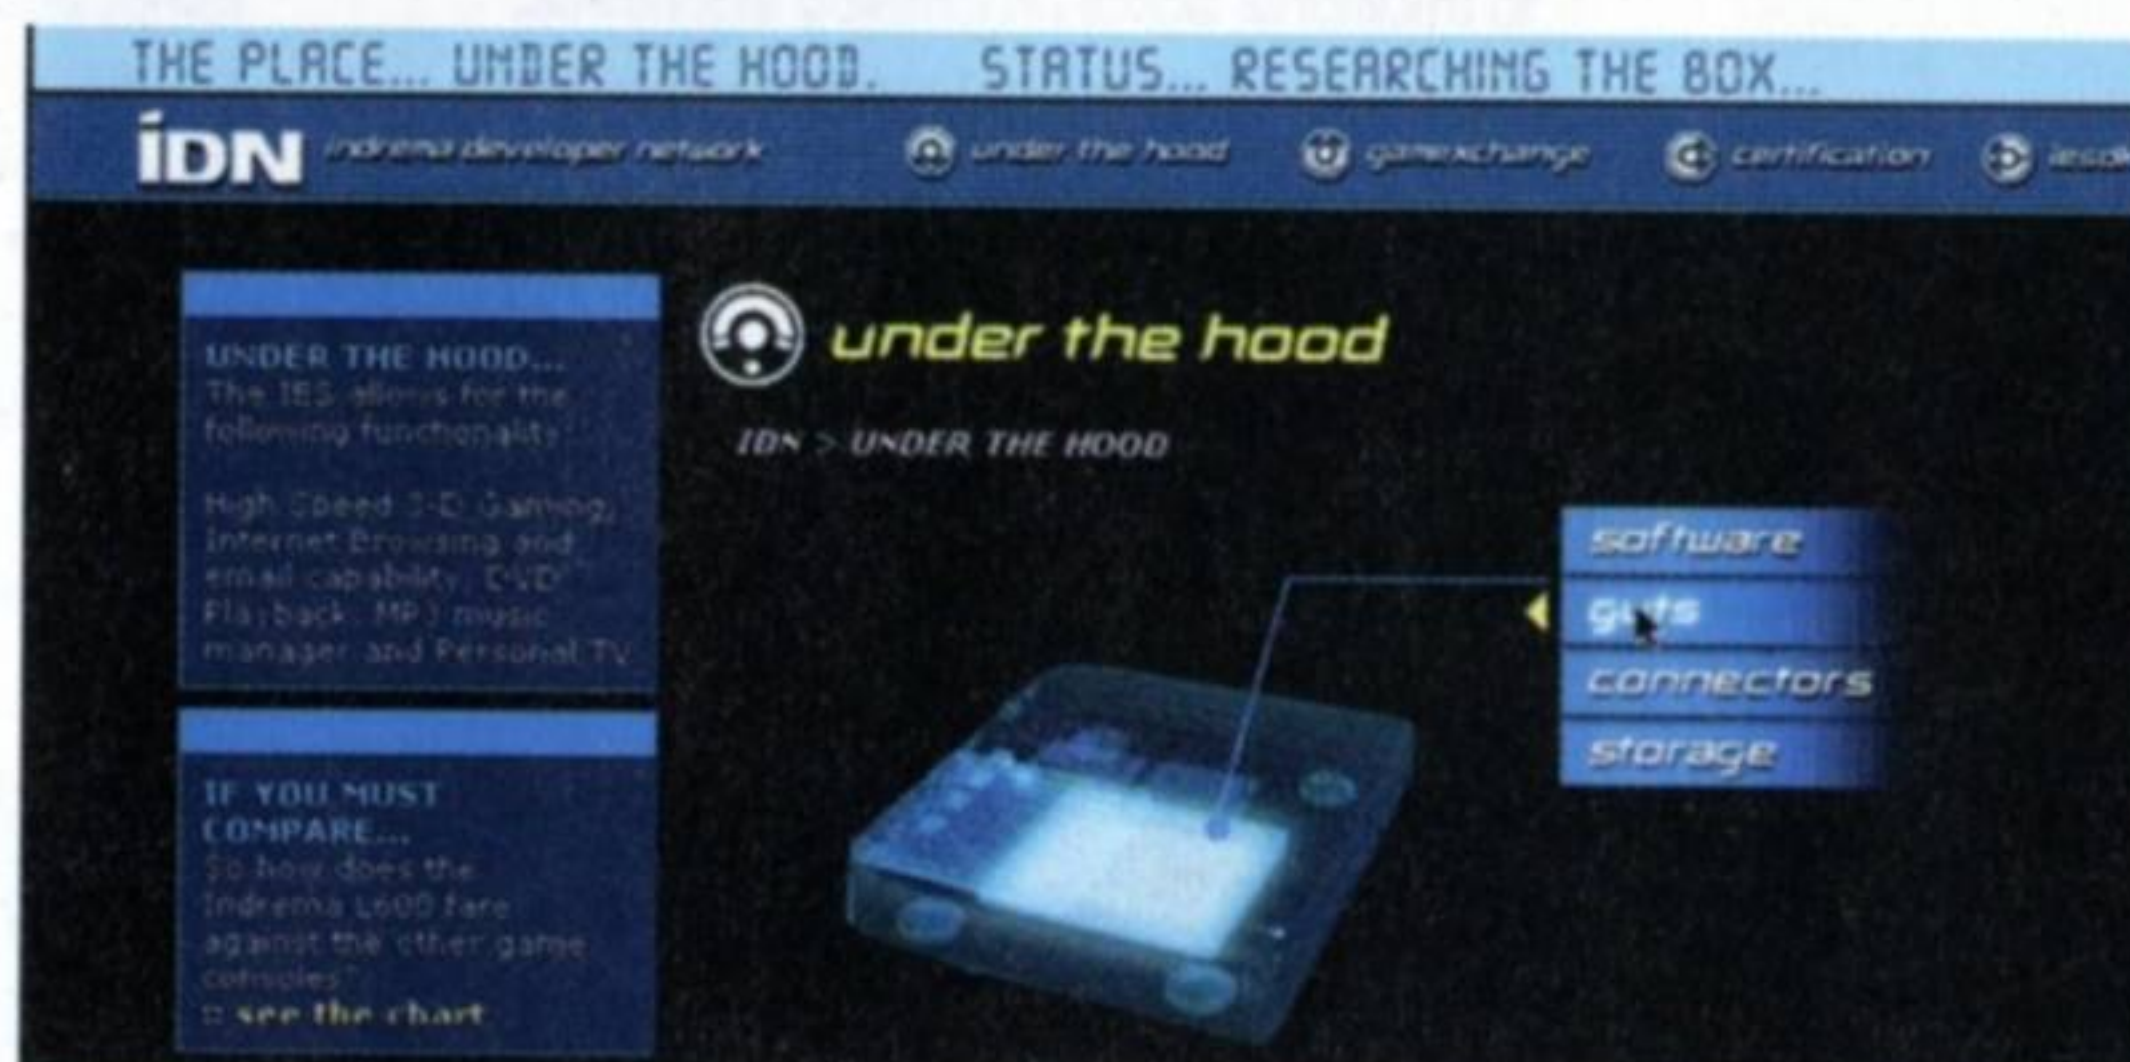 THE PLACE... UNDER THE HOOD. STATUS... RESEARCHING THE BOX...
iDN indrema developer network under the hood gamexchange certification iesdk
UNDER THE HOOD...
The IES allows for the
following functionality:
High Speed 3-D Gaming,
Internet Browsing and
email capability, DVD
Playback, MP3 music
manager and Personal TV
IF YOU MUST
COMPARE...
So how does the
Indrema L600 fare
against the other game
consoles?
:: see the chart
under the hood
IDN > UNDER THE HOOD
software
guts
connectors
storage